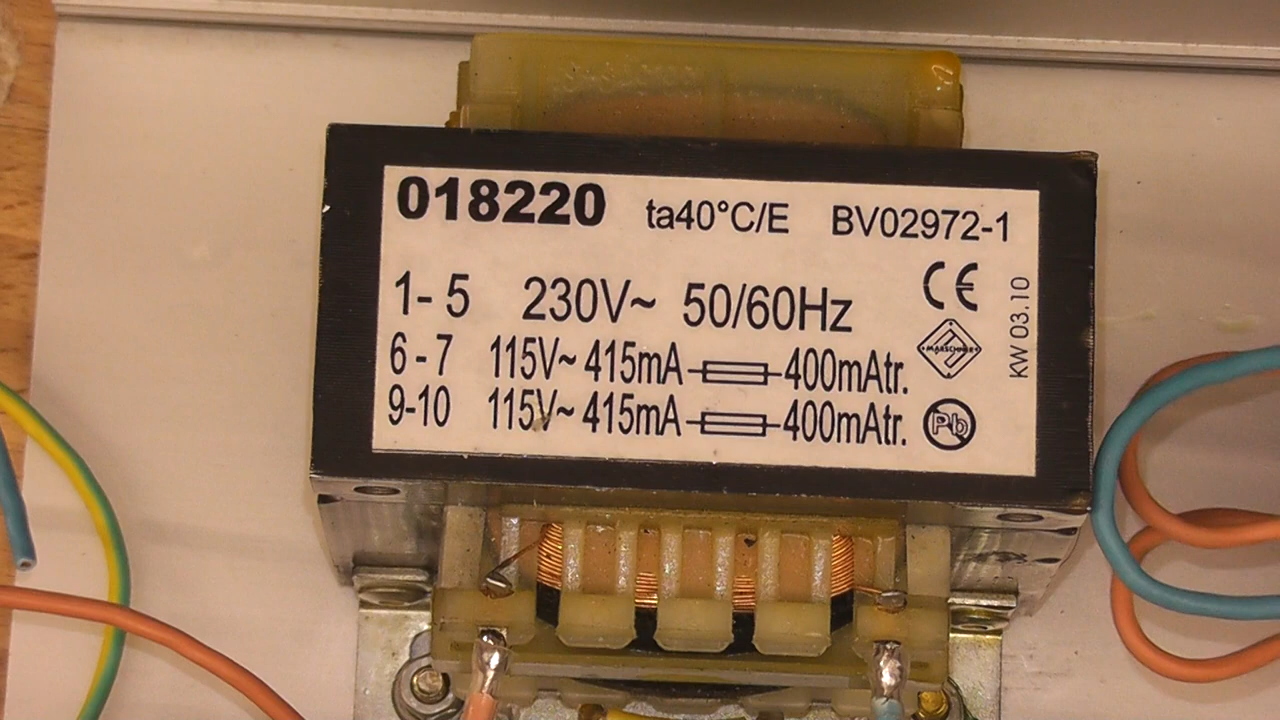 018220 ta40°C/E BV02972-1
1- 5 230V~ 50/60Hz
6 - 7 115V~ 415mA 400mAtr.
9-10 115V~ 415mA 400mAtr.
CE
MARSCHNER
Pb
KW 03.10